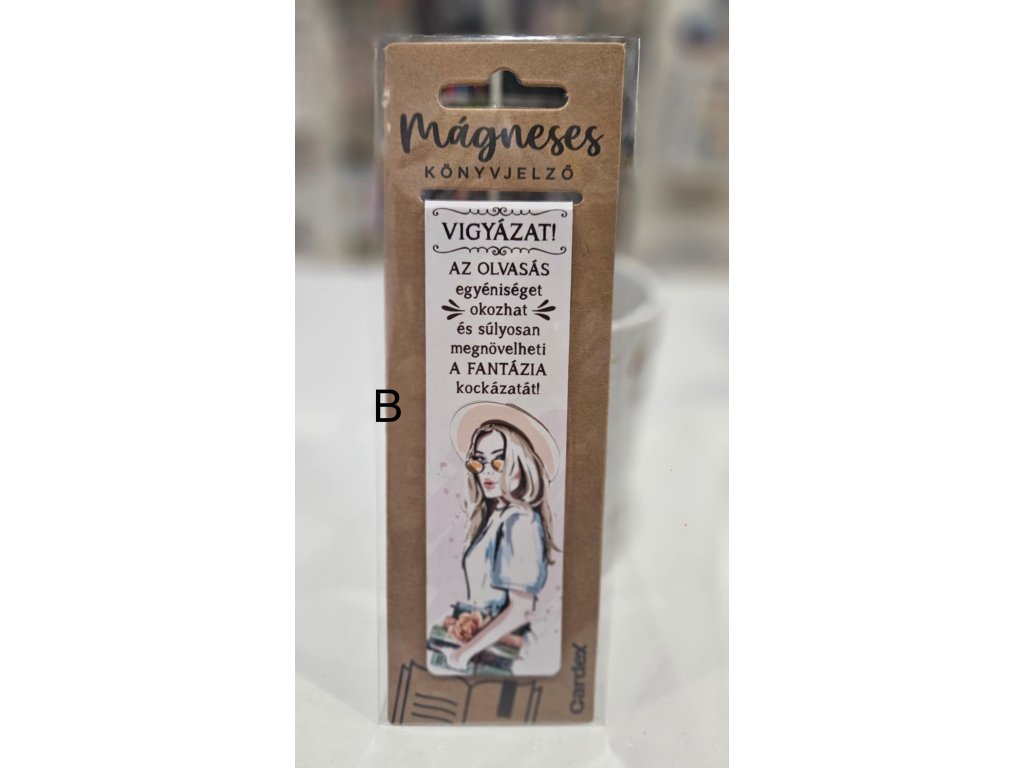 Mágneses
KÖNYVJELZŐ
VIGYÁZAT!
AZ OLVASÁS
egyéniséget
okozhat
és súlyosan
megnövelheti
A FANTÁZIA
kockázatát!
B
Cardex